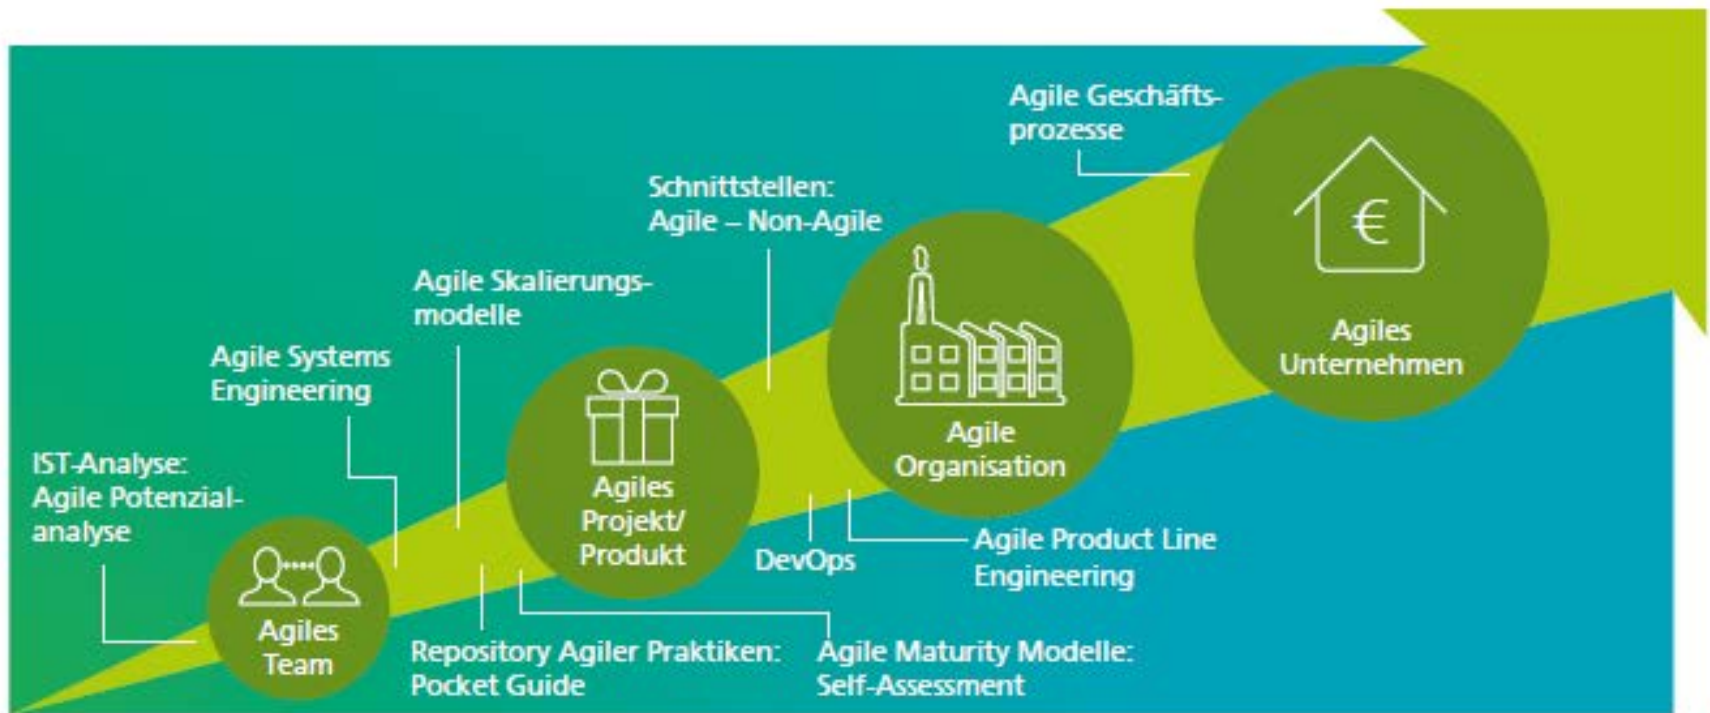 IST-Analyse:
Agile Potenzial-
analyse
Agiles
Team
Agile Systems
Engineering
Agile Skalierungs-
modelle
Repository Agiler Praktiken:
Pocket Guide
Agile Maturity Modelle:
Self-Assessment
Agiles
Projekt/
Produkt
Schnittstellen:
Agile – Non-Agile
DevOps
Agile Product Line
Engineering
Agile
Organisation
Agile Geschäfts-
prozesse
€
Agiles
Unternehmen